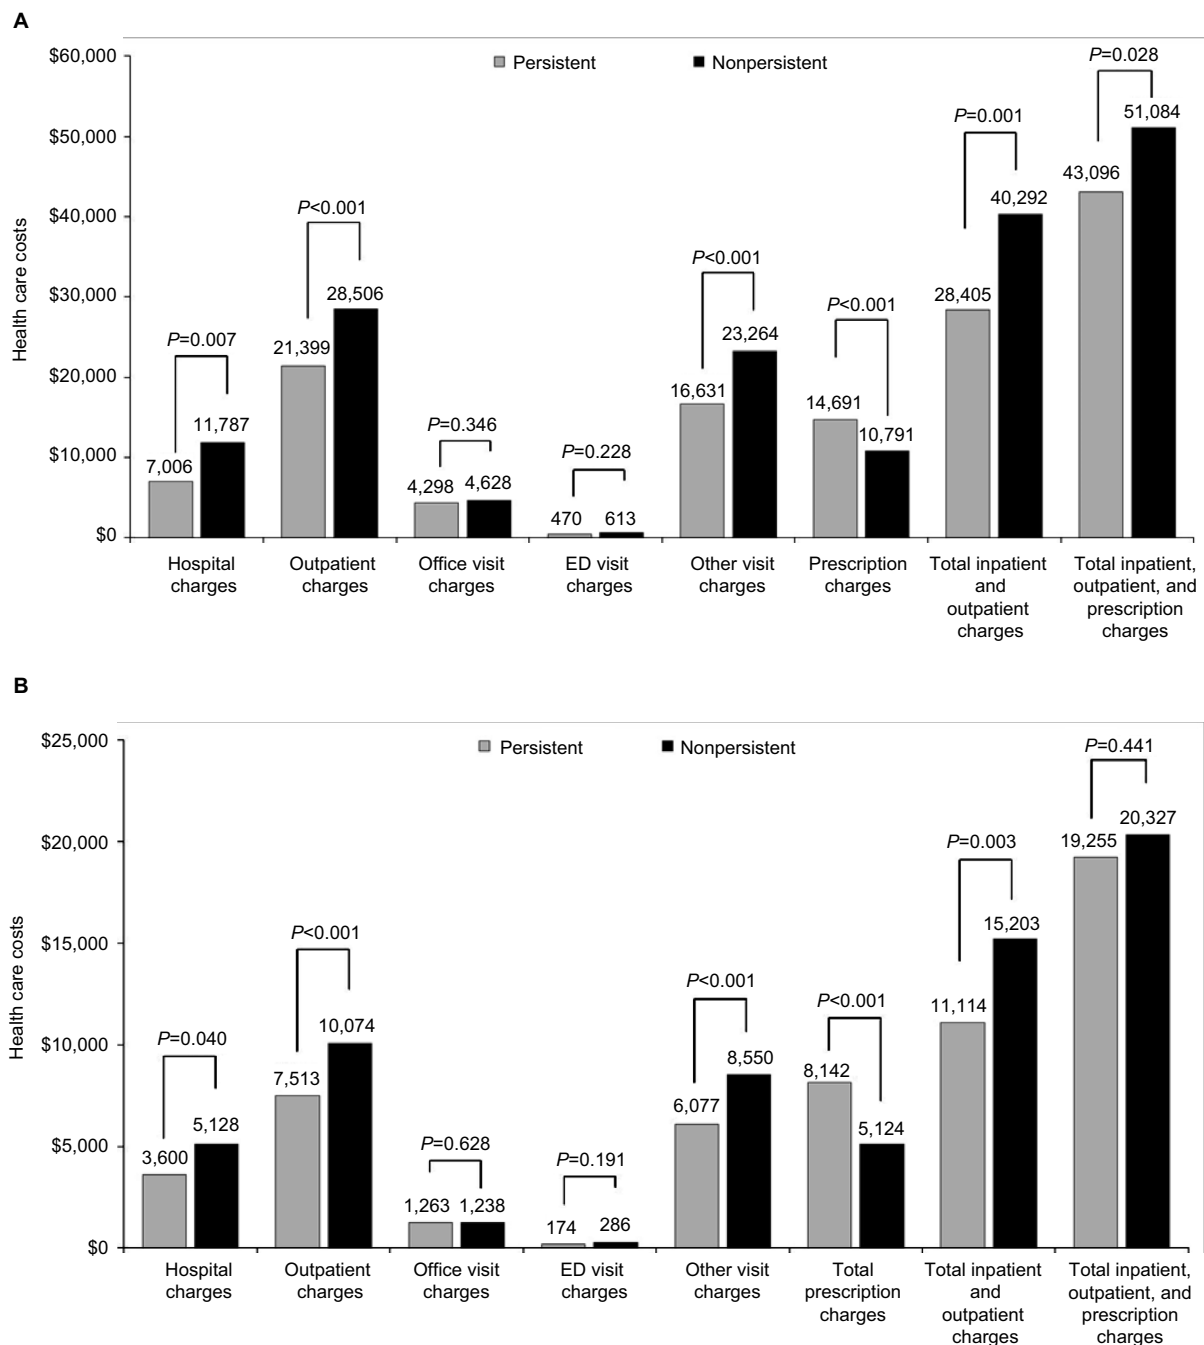 A
$60,000
$50,000
$40,000
$30,000
$20,000
$10,000
$0
Health care costs
Persistent
Nonpersistent
P=0.007
7,006
11,787
P<0.001
21,399
28,506
P=0.346
4,298
4,628
P=0.228
470
613
P<0.001
16,631
23,264
P<0.001
14,691
10,791
P=0.001
28,405
40,292
P=0.028
43,096
51,084
Hospital
charges
Outpatient
charges
Office visit
charges
ED visit
charges
Other visit
charges
Prescription
charges
Total inpatient
and
outpatient
charges
Total inpatient,
outpatient, and
prescription
charges
B
$25,000
$20,000
$15,000
$10,000
$5,000
$0
Health care costs
Persistent
Nonpersistent
P=0.040
3,600
5,128
P<0.001
7,513
10,074
P=0.628
1,263
1,238
P=0.191
174
286
P<0.001
6,077
8,550
P<0.001
8,142
5,124
P=0.003
11,114
15,203
P=0.441
19,255
20,327
Hospital
charges
Outpatient
charges
Office visit
charges
ED visit
charges
Other visit
charges
Total
prescription
charges
Total inpatient
and
outpatient
charges
Total inpatient,
outpatient, and
prescription
charges